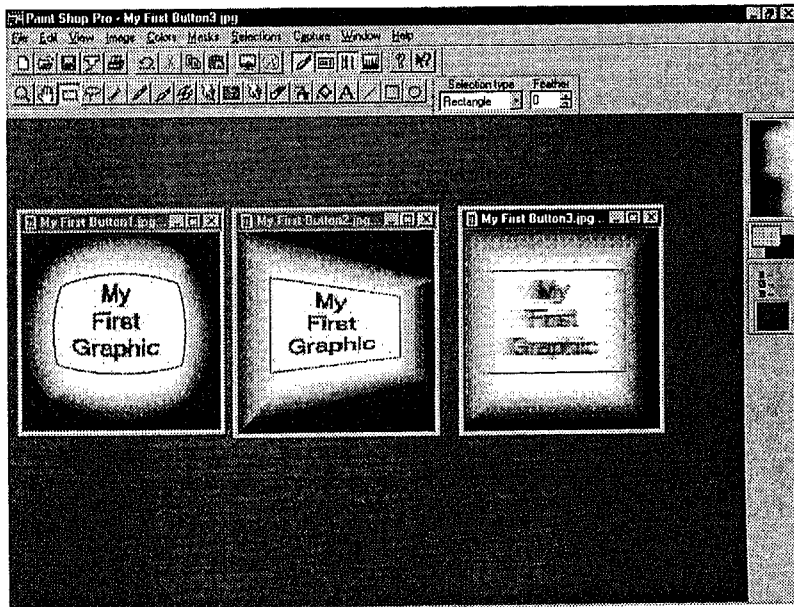 Paint Shop Pro - My First Button3.jpg
File Edit View Image Colors Masks Selections Capture Window Help
Selection type Feather
Rectangle 0
My First Button1.jpg...
My First Button2.jpg...
My First Button3.jpg ...
My
First
Graphic
My
First
Graphic
My
First
Graphic